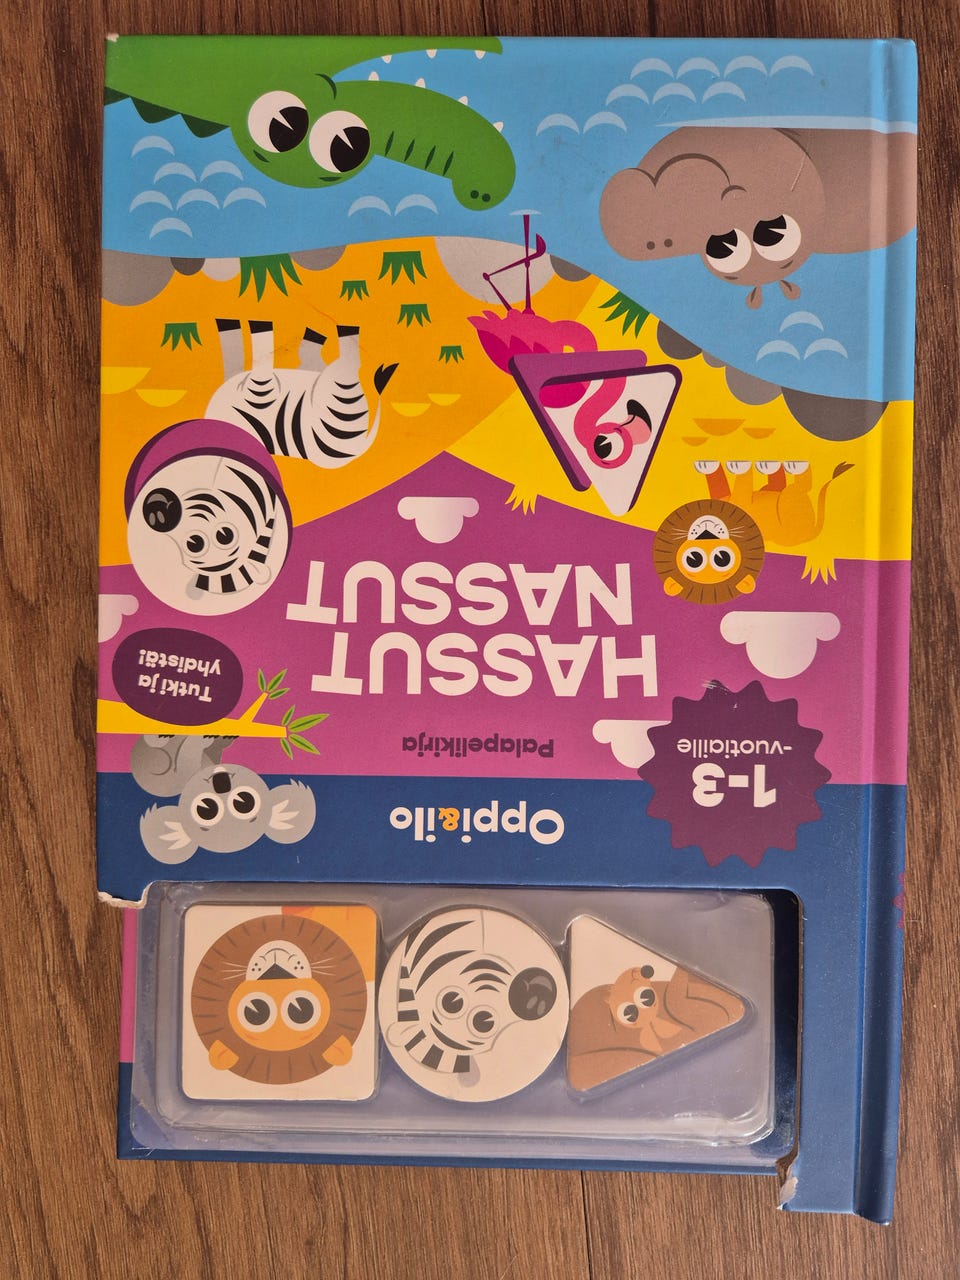 Oppi&ilo
1-3
-vuotiaille
Palapelikirja
HASSUT
NASSUT
Tutki ja
yhdistä!